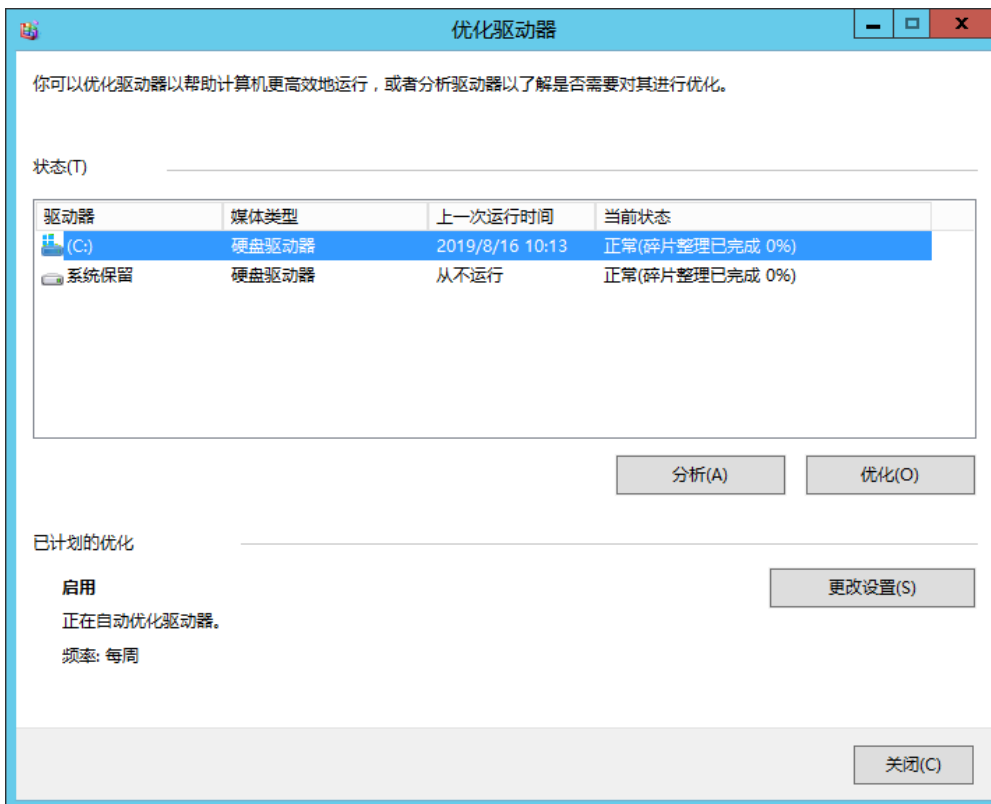 优化驱动器
你可以优化驱动器以帮助计算机更高效地运行，或者分析驱动器以了解是否需要对其进行优化。
状态(T)
驱动器 媒体类型 上一次运行时间 当前状态
(C:) 硬盘驱动器 2019/8/16 10:13 正常(碎片整理已完成 0%)
系统保留 硬盘驱动器 从不运行 正常(碎片整理已完成 0%)
分析(A) 优化(O)
已计划的优化
启用 更改设置(S)
正在自动优化驱动器。
频率: 每周
关闭(C)